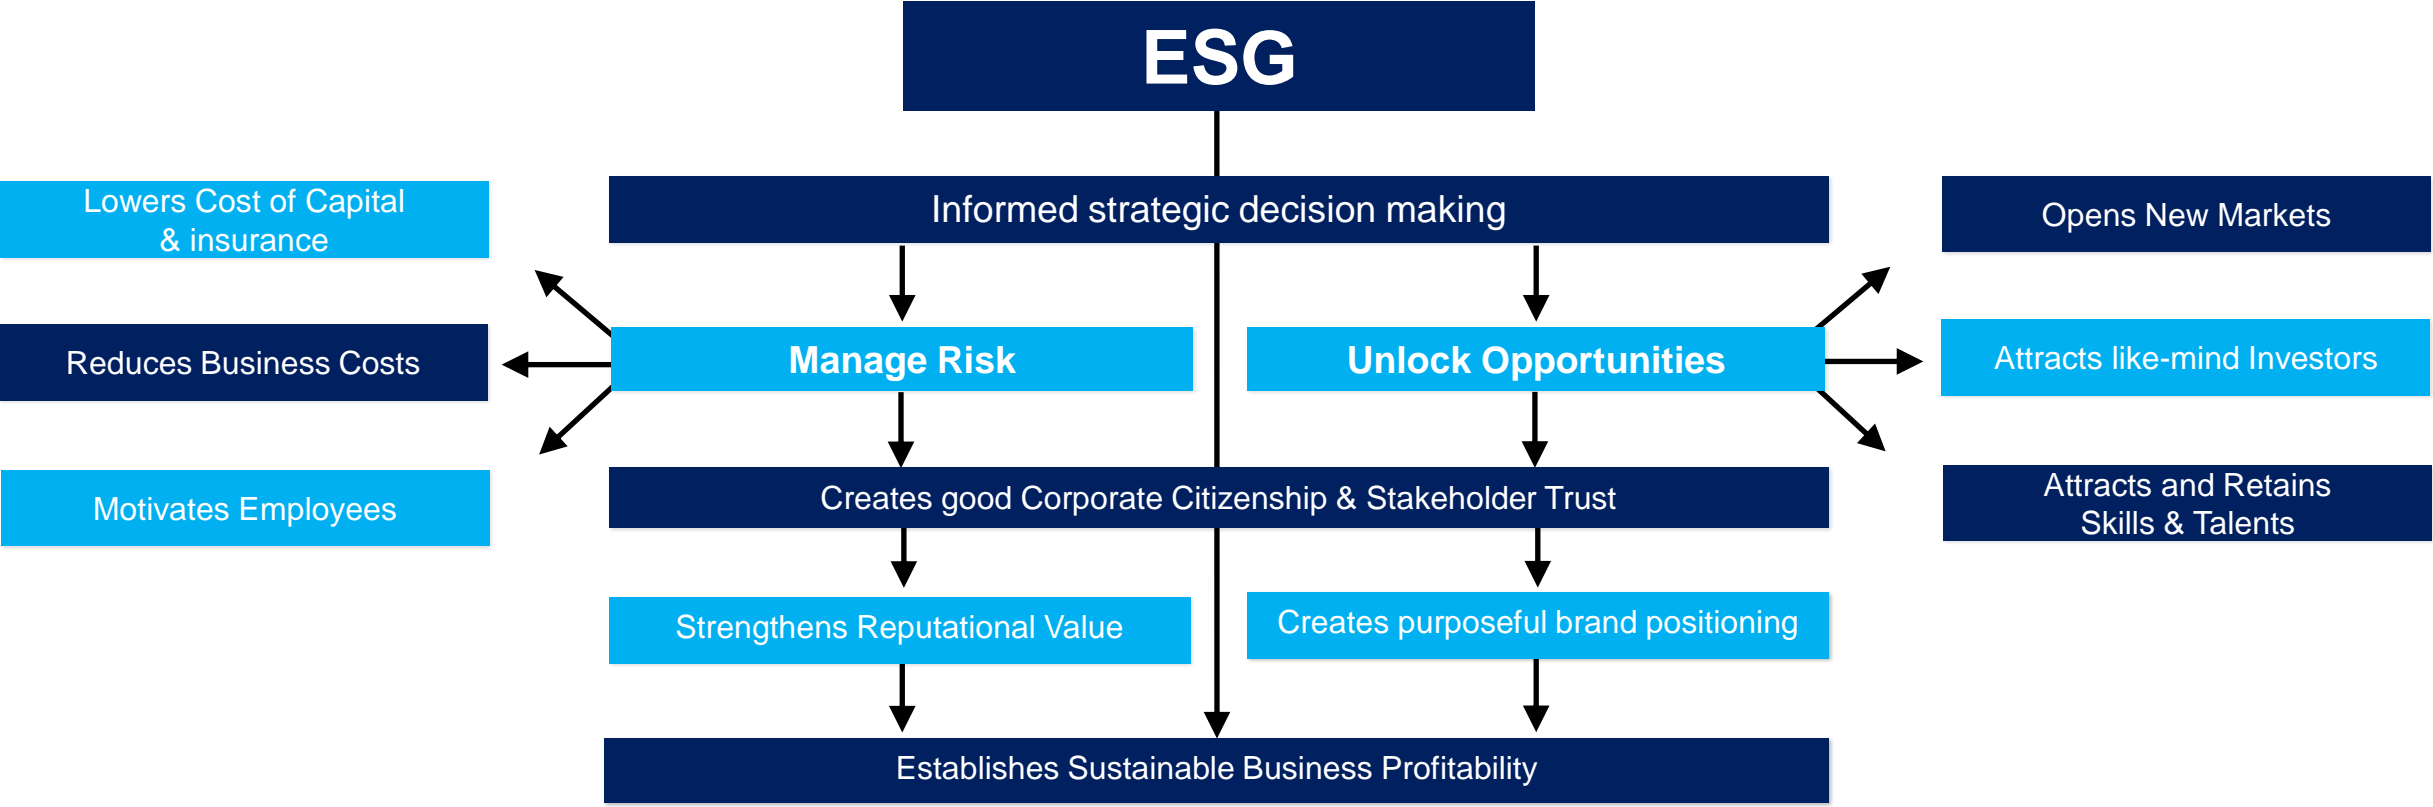 ESG
Informed strategic decision making
Lowers Cost of Capital
& insurance
Opens New Markets
Reduces Business Costs
Manage Risk
Unlock Opportunities
Attracts like-mind Investors
Motivates Employees
Creates good Corporate Citizenship & Stakeholder Trust
Attracts and Retains
Skills & Talents
Strengthens Reputational Value
Creates purposeful brand positioning
Establishes Sustainable Business Profitability